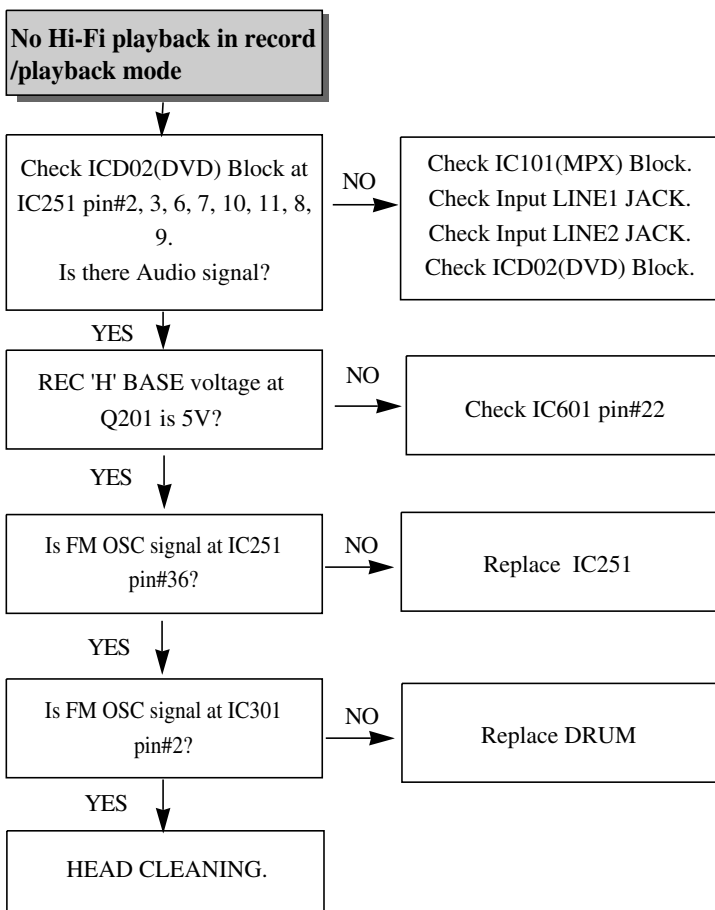 No Hi-Fi playback in record
/playback mode
Check ICD02(DVD) Block at
IC251 pin#2, 3, 6, 7, 10, 11, 8,
9.
Is there Audio signal?
NO
Check IC101(MPX) Block.
Check Input LINE1 JACK.
Check Input LINE2 JACK.
Check ICD02(DVD) Block.
YES
REC 'H' BASE voltage at
Q201 is 5V?
NO
Check IC601 pin#22
YES
Is FM OSC signal at IC251
pin#36?
NO
Replace IC251
YES
Is FM OSC signal at IC301
pin#2?
NO
Replace DRUM
YES
HEAD CLEANING.